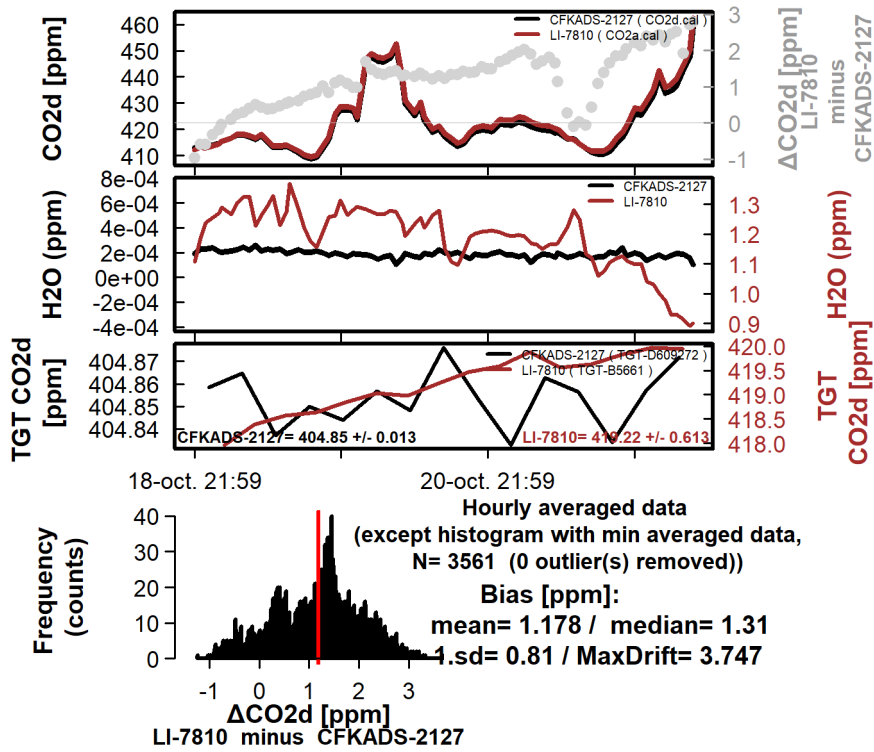 CO2d [ppm]
460
450
440
430
420
410
CFKADS-2127 ( CO2d.cal )
LI-7810 ( CO2a.cal )
3
2
1
0
-1
ΔCO2d [ppm]
LI-7810
minus
CFKADS-2127
H2O (ppm)
8e-04
6e-04
4e-04
2e-04
0e+00
-2e-04
-4e-04
CFKADS-2127
LI-7810
1.3
1.2
1.1
1.0
0.9
H2O (ppm)
TGT CO2d
[ppm]
404.87
404.86
404.85
404.84
CFKADS-2127 ( TGT-D609272 )
LI-7810 ( TGT-B5661 )
CFKADS-2127= 404.85 +/- 0.013
LI-7810= 419.22 +/- 0.613
420.0
419.5
419.0
418.5
418.0
TGT
CO2d [ppm]
18-oct. 21:59
20-oct. 21:59
Hourly averaged data
(except histogram with min averaged data,
N= 3561 (0 outlier(s) removed))
Bias [ppm]:
mean= 1.178 / median= 1.31
1.sd= 0.81 / MaxDrift= 3.747
Frequency
(counts)
40
30
20
10
0
-1 0 1 2 3
ΔCO2d [ppm]
LI-7810 minus CFKADS-2127